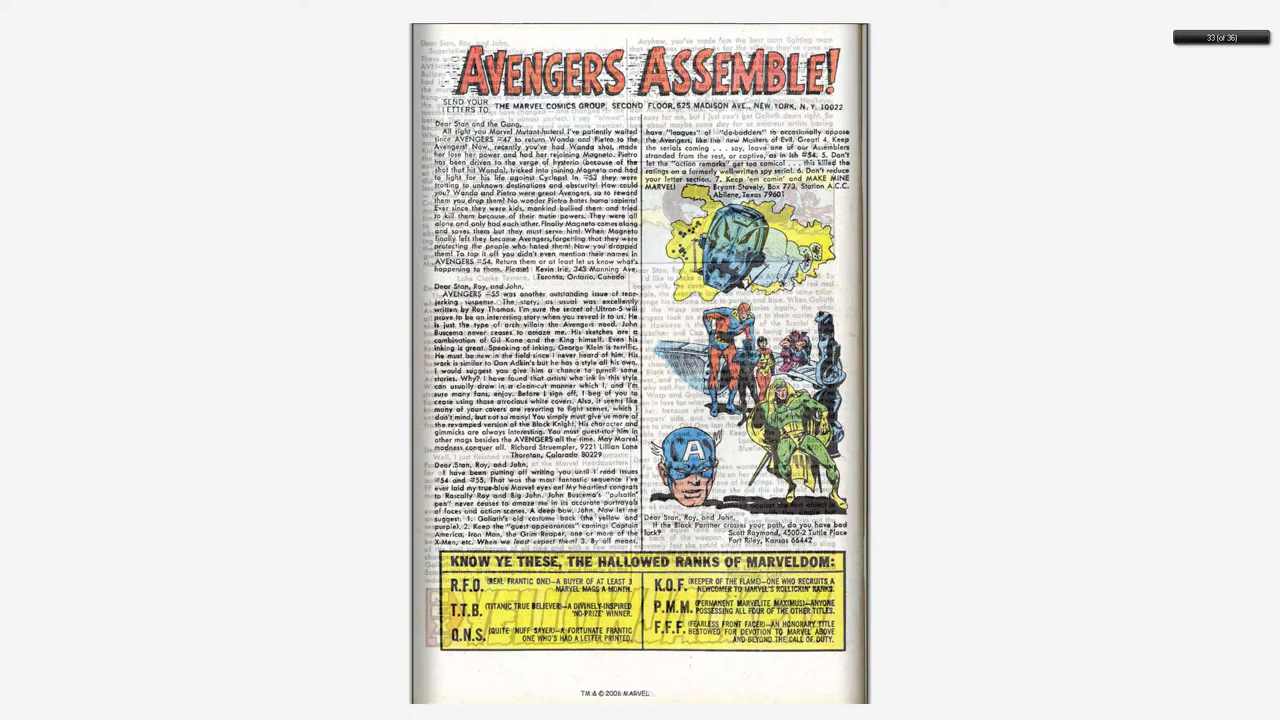 33 (of 36)
AVENGERS ASSEMBLE!
SEND YOUR LETTERS TO: THE MARVEL COMICS GROUP, SECOND FLOOR, 625 MADISON AVE., NEW YORK, N.Y. 10022
Dear Stan and the Gang,
All right you Marvel Mutant-haters! I've patiently waited
since AVENGERS #47 to return Wanda and Pietro to the
Avengers! Now, recently you've had Wanda shot, made
her lose her power and had her rejoining Magneto. Pietro
has been driven to the verge of hysteria because of the
shot that hit Wanda, tricked into joining Magneto and had
to fight for his life against Cyclops! In #53 they were
trotting to unknown destinations and obscurity! How could
you? Wanda and Pietro were great Avengers, so to reward
them you drop them! No wonder Pietro hates homo sapiens!
Ever since they were kids, mankind bullied them and tried
to kill them because of their mutie powers. They were all
alone and only had each other. Finally Magneto comes along
and saves them but they must serve him! When Magneto
finally left they became Avengers, forgetting that they were
protecting the people who hated them! Now you dropped
them! To top it off you didn't even mention their names in
AVENGERS #54. Return them or at least let us know what's
happening to them. Please! Kevin Irie, 343 Manning Ave.
Toronto, Ontario, Canada
Dear Stan, Roy, and John,
AVENGERS #55 was another outstanding issue of tear-
jerking suspense. The story, as usual was excellently
written by Roy Thomas. I'm sure the secret of Ultron-5 will
prove to be an interesting story when you reveal it to us. He
is just the type of arch villain the Avengers need. John
Buscema never ceases to amaze me. His sketches are a
combination of Gil Kane and the King himself. Even his
inking is great. Speaking of inking, George Klein is terrific.
He must be new in the field since I never heard of him. His
work is similar to Dan Adkin's but he has a style all his own.
I would suggest you give him a chance to pencil some
stories. Why? I have found that artists who ink in this style
can usually draw in a clean-cut manner which I, and I'm
sure many fans, enjoy. Before I sign off, I beg of you to
cease using those atrocious white covers. Also, it seems like
many of your covers are reverting to fight scenes, which I
don't mind, but not so many! You simply must give us more of
the revamped version of the Black Knight. His character and
gimmicks are always interesting. You must guest-star him in
other mags besides the AVENGERS all the time. May Marvel
madness conquer all. Richard Struempler, 9221 Lillian Lane
Thornton, Colorado 80229
Dear Stan, Roy, and John,
I have been putting off writing you until I read issues
#54 and #55. That was the most fantastic sequence I've
ever laid my true-blue Marvel eyes on! My heartiest congrats
to Rascally Roy and Big John. John Buscema's "pulsatin'
pen" never ceases to amaze me in its accurate portrayals
of faces and action scenes. A deep bow, John. Now let me
suggest: 1. Goliath's old costume back (the yellow and
purple). 2. Keep the "guest appearances" coming: Captain
America, Iron Man, the Grim Reaper, one or more of the
X-Men, etc. When we least expect them! 3. By all means,
have "leagues" of "do-badders" to occasionally oppose
the Avengers, like the new Masters of Evil. Great! 4. Keep
the serials coming . . . say, leave one of our Assemblers
stranded from the rest, or captive, as in ish #54. 5. Don't
let the "action remarks" get too comical . . . this killed the
ratings on a formerly well-written spy serial. 6. Don't reduce
your letter section. 7. Keep 'em comin' and MAKE MINE
MARVEL! Bryant Stavely, Box 773, Station A.C.C.
Abilene, Texas 79601
A
Dear Stan, Roy, and John,
If the Black Panther crosses your path, do you have bad
luck? Scott Raymond, 4500-2 Tuttle Place
Fort Riley, Kansas 66442
KNOW YE THESE, THE HALLOWED RANKS OF MARVELDOM:
R.F.O. (REAL FRANTIC ONE)—A BUYER OF AT LEAST 3
MARVEL MAGS A MONTH.
T.T.B. (TITANIC TRUE BELIEVER)—A DIVINELY-INSPIRED
'NO-PRIZE' WINNER.
Q.N.S. (QUITE 'NUFF SAYER)—A FORTUNATE FRANTIC
ONE WHO'S HAD A LETTER PRINTED.
K.O.F. (KEEPER OF THE FLAME)—ONE WHO RECRUITS A
NEWCOMER TO MARVEL'S ROLLICKIN' RANKS.
P.M.M. (PERMANENT MARVELITE MAXIMUS)—ANYONE
POSSESSING ALL FOUR OF THE OTHER TITLES.
F.F.F. (FEARLESS FRONT FACER)—AN HONORARY TITLE
BESTOWED FOR DEVOTION TO MARVEL ABOVE
AND BEYOND THE CALL OF DUTY.
TM & © 2006 MARVEL